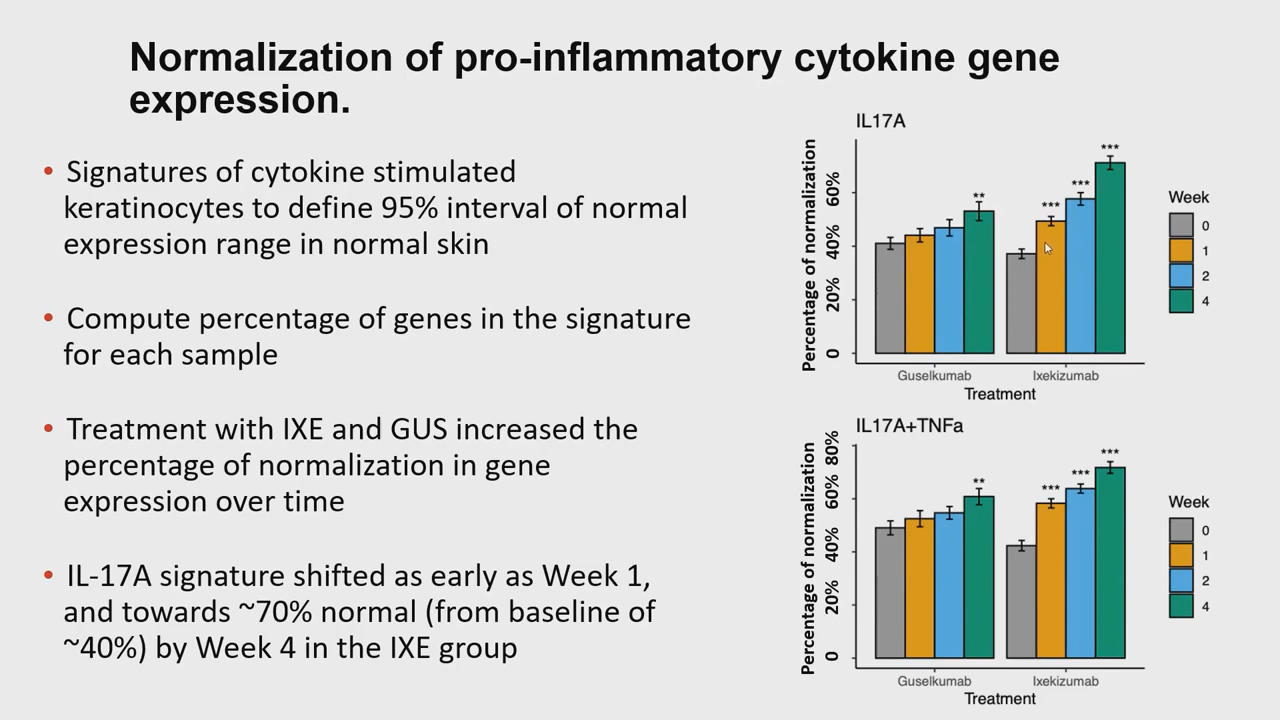 Normalization of pro-inflammatory cytokine gene
expression.
• Signatures of cytokine stimulated
keratinocytes to define 95% interval of normal
expression range in normal skin
• Compute percentage of genes in the signature
for each sample
• Treatment with IXE and GUS increased the
percentage of normalization in gene
expression over time
• IL-17A signature shifted as early as Week 1,
and towards ~70% normal (from baseline of
~40%) by Week 4 in the IXE group
IL17A
Percentage of normalization
60%
40%
20%
0
**
***
***
***
Guselkumab
Ixekizumab
Treatment
Week
0
1
2
4
IL17A+TNFa
Percentage of normalization
80%
60%
40%
20%
0
**
***
***
***
Guselkumab
Ixekizumab
Treatment
Week
0
1
2
4